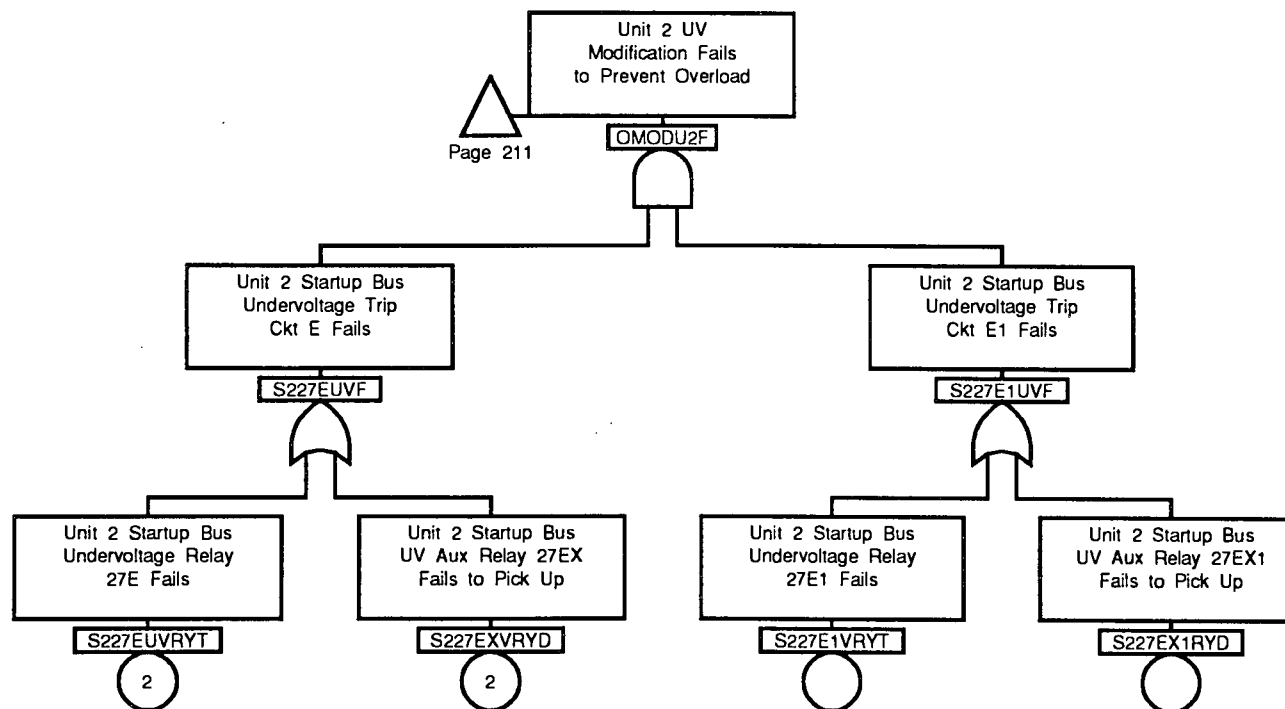 Unit 2 UV
Modification Fails
to Prevent Overload
Page 211
OMODU2F
Unit 2 Startup Bus
Undervoltage Trip
Ckt E Fails
S227EUVF
Unit 2 Startup Bus
Undervoltage Trip
Ckt E1 Fails
S227E1UVF
Unit 2 Startup Bus
Undervoltage Relay
27E Fails
S227EUVRYT
2
Unit 2 Startup Bus
UV Aux Relay 27EX
Fails to Pick Up
S227EXVRYD
2
Unit 2 Startup Bus
Undervoltage Relay
27E1 Fails
S227E1VRYT
Unit 2 Startup Bus
UV Aux Relay 27EX1
Fails to Pick Up
S227EX1RYD